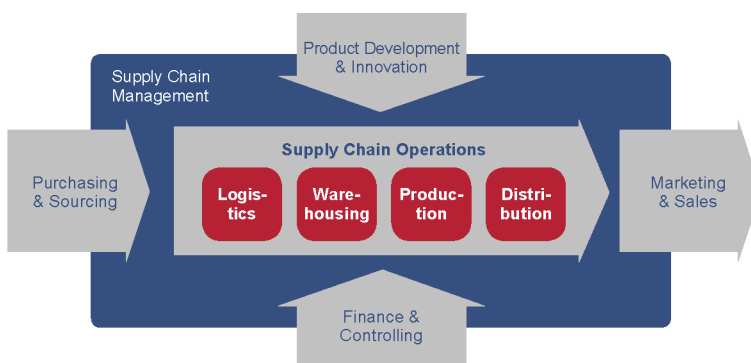 Product Development
& Innovation
Supply Chain
Management
Supply Chain Operations
Purchasing
& Sourcing
Logis-
tics
Ware-
housing
Produc-
tion
Distri-
bution
Marketing
& Sales
Finance &
Controlling